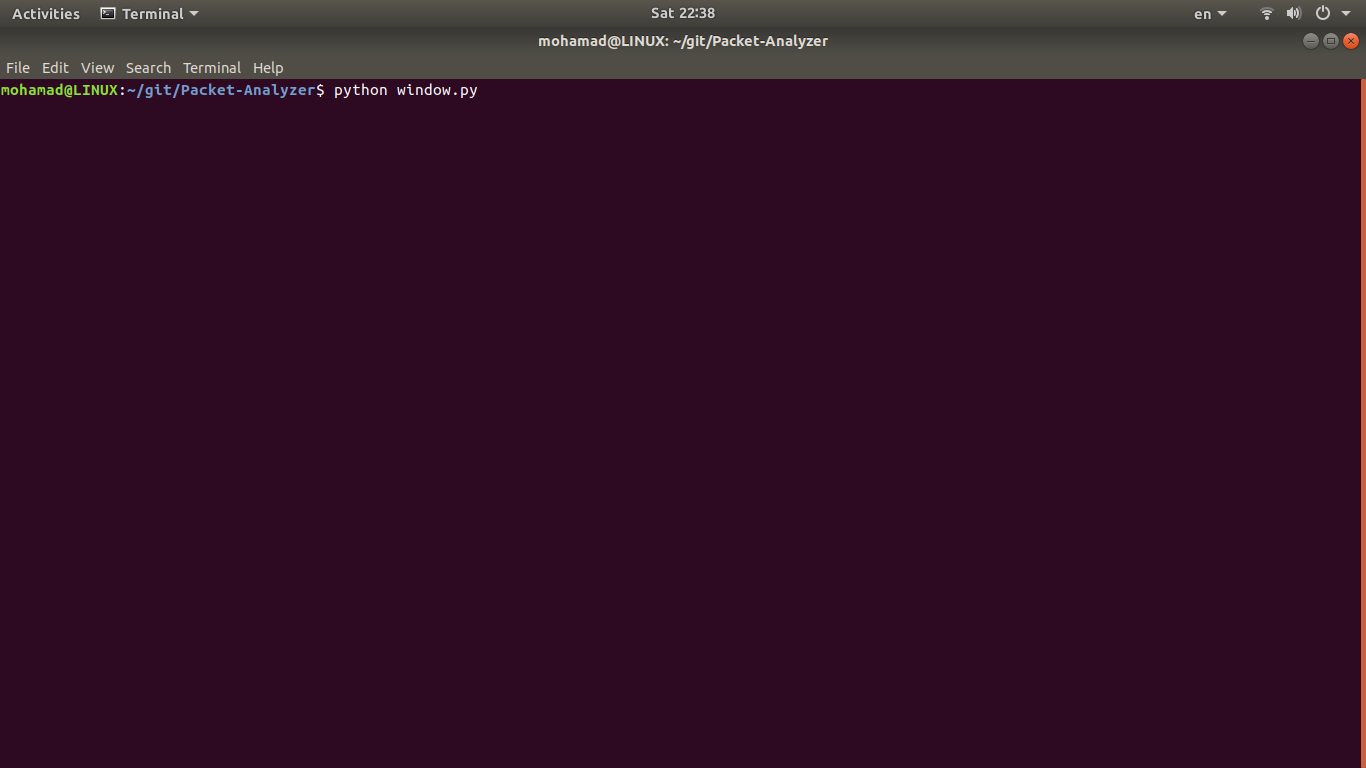 Activities Terminal Sat 22:38 en
mohamad@LINUX: ~/git/Packet-Analyzer
File Edit View Search Terminal Help
mohamad@LINUX:~/git/Packet-Analyzer$ python window.py